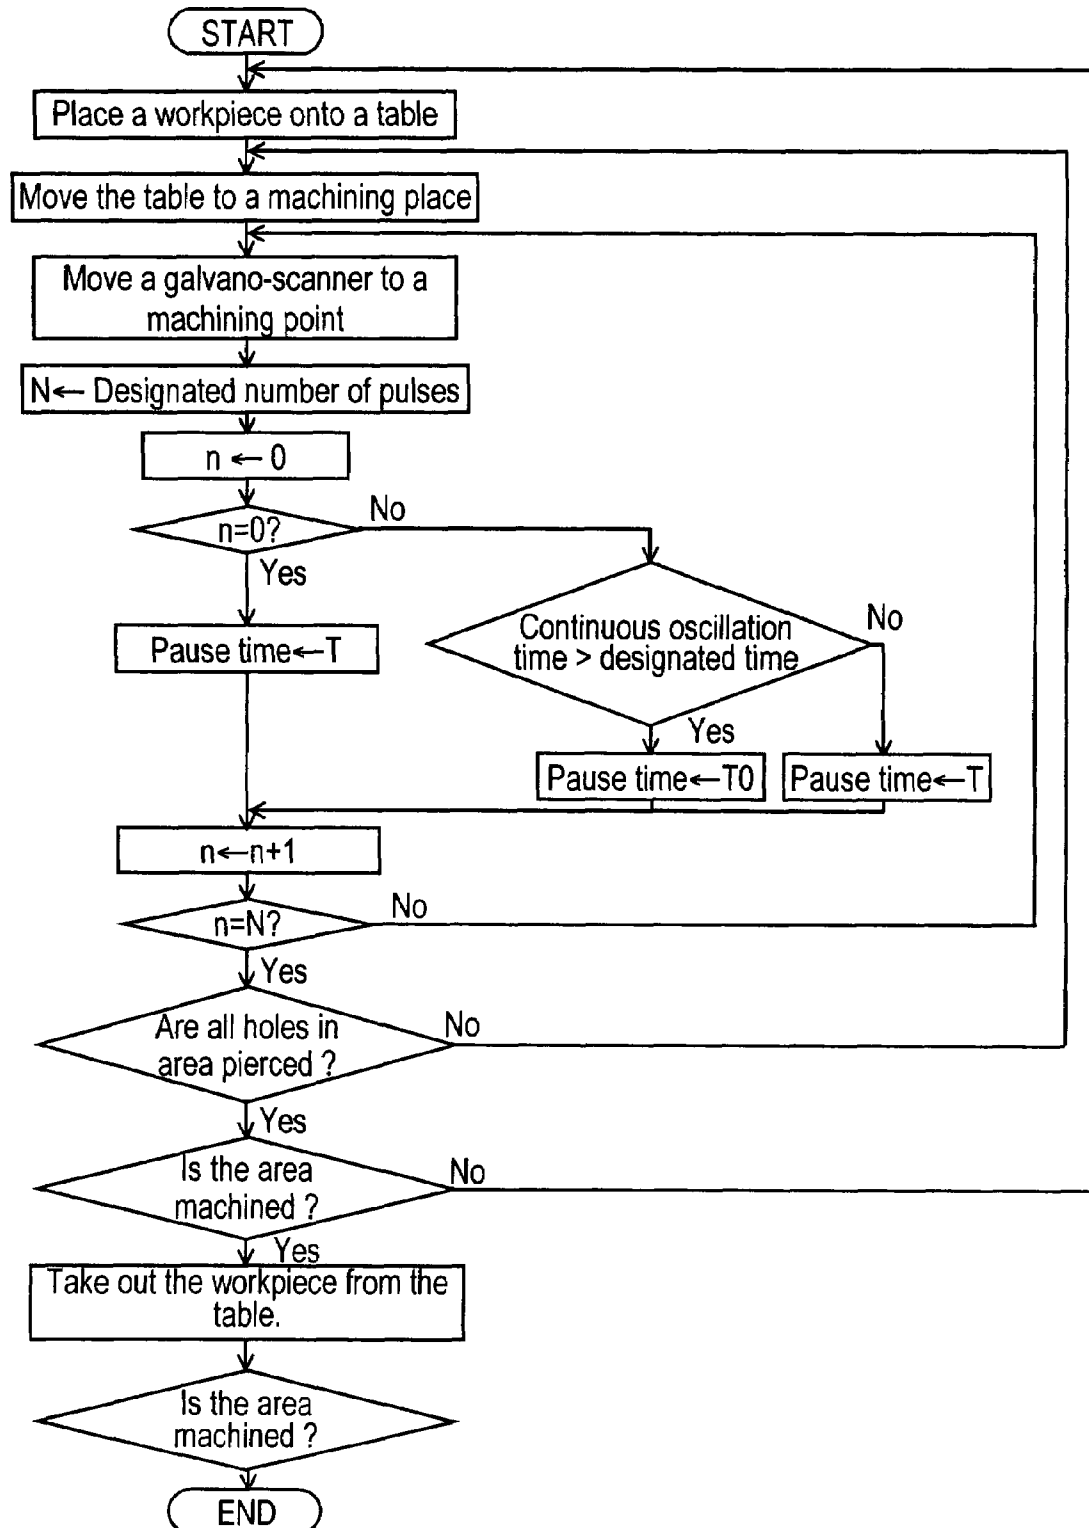 START
Place a workpiece onto a table
Move the table to a machining place
Move a galvano-scanner to a
machining point
N← Designated number of pulses
n ← 0
n=0?
No
Yes
Continuous oscillation
time > designated time
No
Pause time←T
Yes
Pause time←T0
Pause time←T
n←n+1
n=N?
No
Yes
Are all holes in
area pierced ?
No
Yes
Is the area
machined ?
No
Yes
Take out the workpiece from the
table.
Is the area
machined ?
END